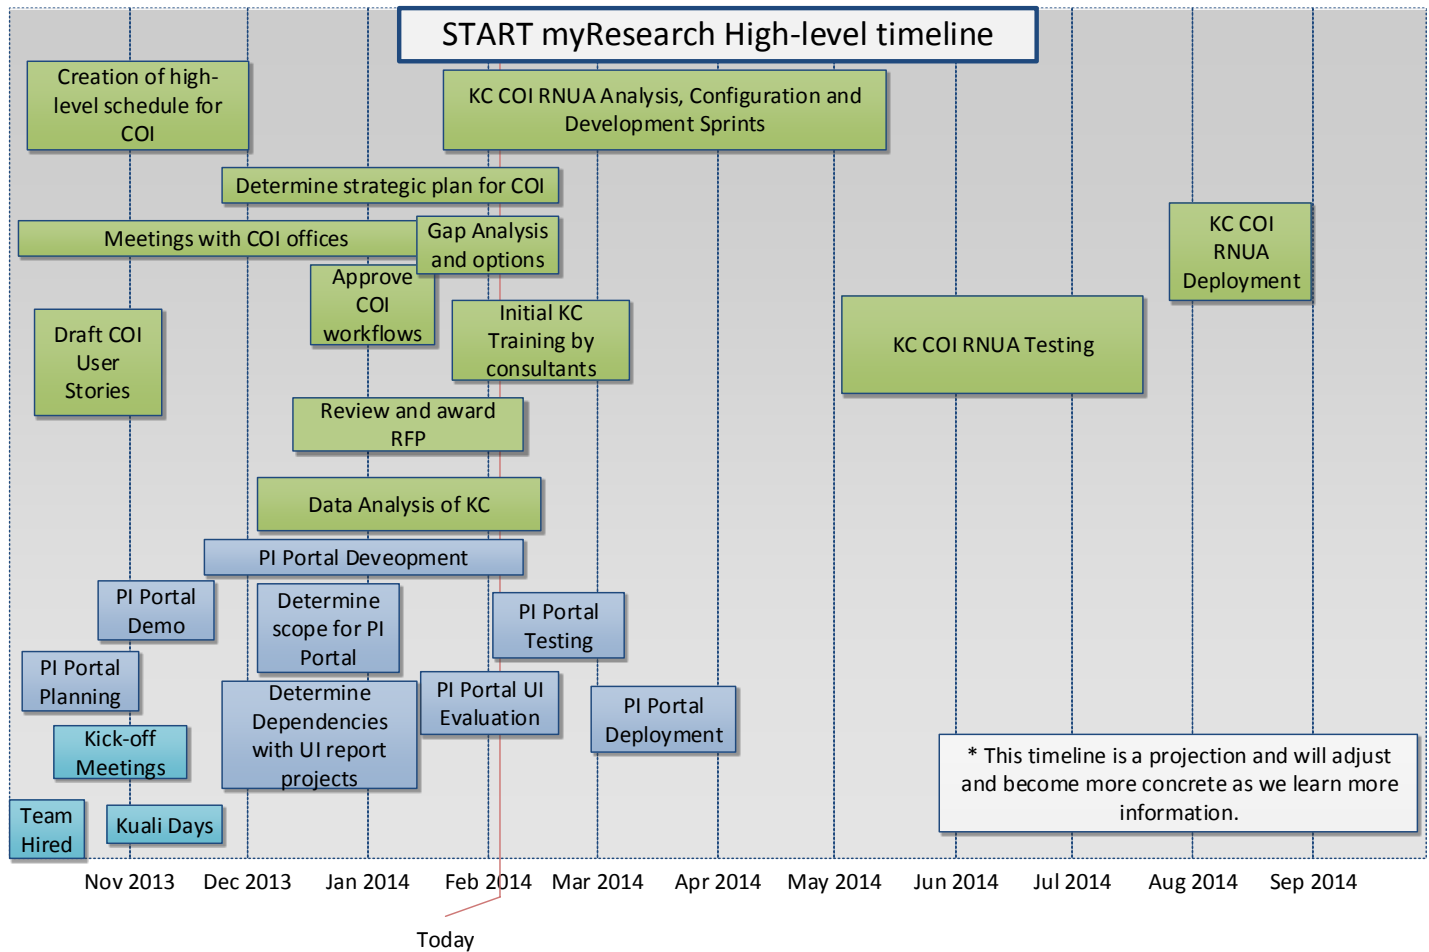 START myResearch High-level timeline
Creation of high-
level schedule for
COI
KC COI RNUA Analysis, Configuration and
Development Sprints
Determine strategic plan for COI
Meetings with COI offices
Gap Analysis
and options
KC COI
RNUA
Deployment
Approve
COI
workflows
Draft COI
User
Stories
Initial KC
Training by
consultants
KC COI RNUA Testing
Review and award
RFP
Data Analysis of KC
PI Portal Deveopment
PI Portal
Demo
Determine
scope for PI
Portal
PI Portal
Testing
PI Portal
Planning
Determine
Dependencies
with UI report
projects
PI Portal UI
Evaluation
PI Portal
Deployment
Kick-off
Meetings
* This timeline is a projection and will adjust
and become more concrete as we learn more
information.
Team
Hired
Kuali Days
Nov 2013 Dec 2013 Jan 2014 Feb 2014 Mar 2014 Apr 2014 May 2014 Jun 2014 Jul 2014 Aug 2014 Sep 2014
Today